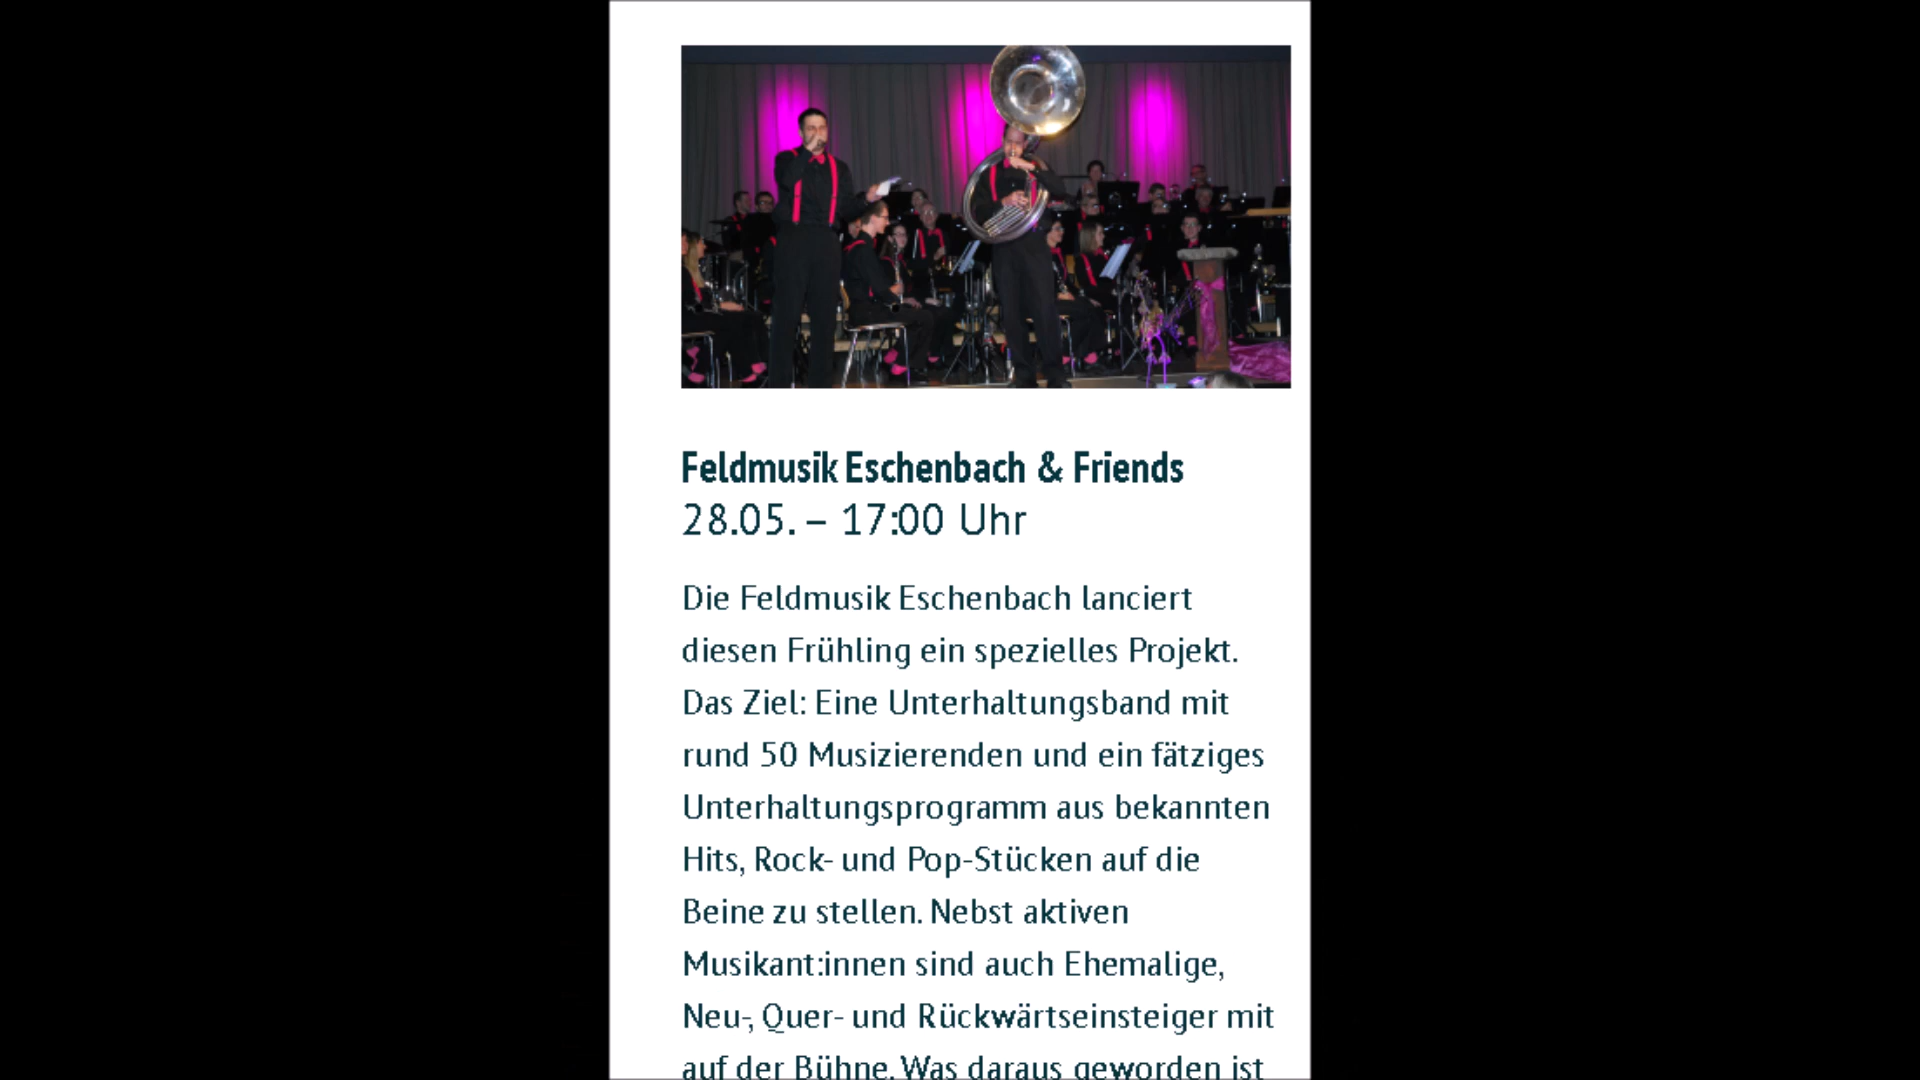 Feldmusik Eschenbach & Friends
28.05. – 17:00 Uhr
Die Feldmusik Eschenbach lanciert
diesen Frühling ein spezielles Projekt.
Das Ziel: Eine Unterhaltungsband mit
rund 50 Musizierenden und ein fätziges
Unterhaltungsprogramm aus bekannten
Hits, Rock- und Pop-Stücken auf die
Beine zu stellen. Nebst aktiven
Musikant:innen sind auch Ehemalige,
Neu-, Quer- und Rückwärtseinsteiger mit
auf der Bühne. Was daraus geworden ist